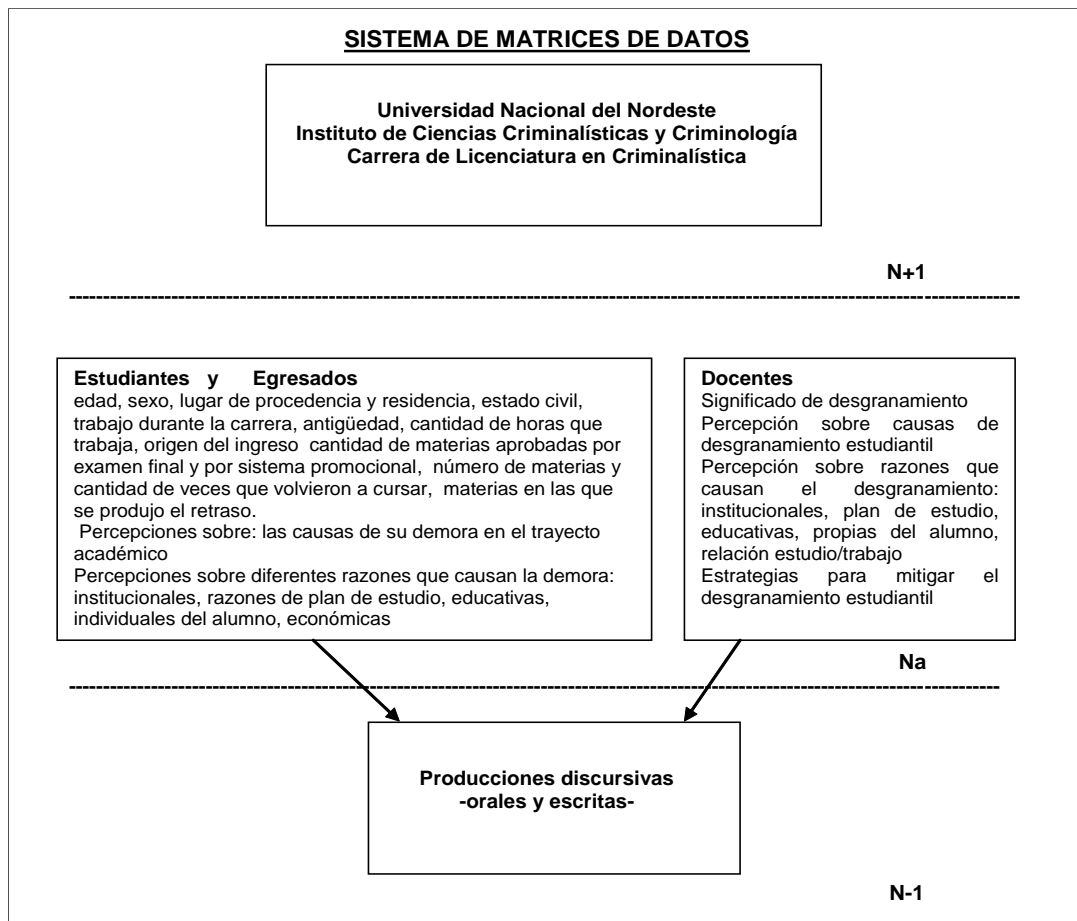 SISTEMA DE MATRICES DE DATOS
Universidad Nacional del Nordeste
Instituto de Ciencias Criminalísticas y Criminología
Carrera de Licenciatura en Criminalística
N+1
Estudiantes y Egresados
edad, sexo, lugar de procedencia y residencia, estado civil,
trabajo durante la carrera, antigüedad, cantidad de horas que
trabaja, origen del ingreso cantidad de materias aprobadas por
examen final y por sistema promocional, número de materias y
cantidad de veces que volvieron a cursar, materias en las que
se produjo el retraso.
Percepciones sobre: las causas de su demora en el trayecto
académico
Percepciones sobre diferentes razones que causan la demora:
institucionales, razones de plan de estudio, educativas,
individuales del alumno, económicas
Docentes
Significado de desgranamiento
Percepción sobre causas de
desgranamiento estudiantil
Percepción sobre razones que
causan el desgranamiento:
institucionales, plan de estudio,
educativas, propias del alumno,
relación estudio/trabajo
Estrategias para mitigar el
desgranamiento estudiantil
Na
Producciones discursivas
-orales y escritas-
N-1